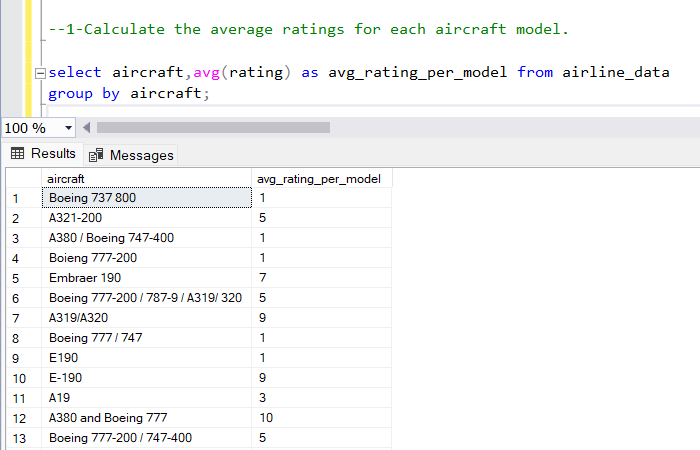 --1-Calculate the average ratings for each aircraft model.
select aircraft,avg(rating) as avg_rating_per_model from airline_data
group by aircraft;
100 %
Results Messages
aircraft avg_rating_per_model
1 Boeing 737 800 1
2 A321-200 5
3 A380 / Boeing 747-400 1
4 Boieng 777-200 1
5 Embraer 190 7
6 Boeing 777-200 / 787-9 / A319/ 320 5
7 A319/A320 9
8 Boeing 777 / 747 1
9 E190 1
10 E-190 9
11 A19 3
12 A380 and Boeing 777 10
13 Boeing 777-200 / 747-400 5